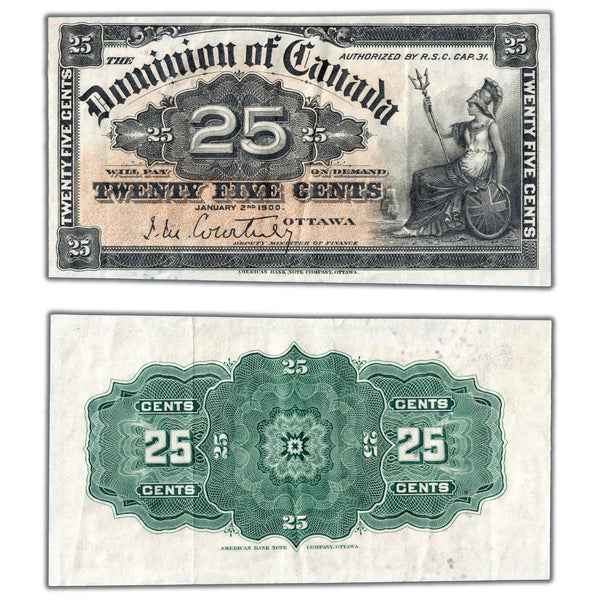 25
25
THE
AUTHORIZED BY R.S.C. CAP. 31.
Dominion of Canada
TWENTY FIVE CENTS
TWENTY FIVE CENTS
25
25
25
WILL PAY ON DEMAND
TWENTY FIVE CENTS
JANUARY 2ND 1900.
OTTAWA
J.M. Courtney
DEPUTY MINISTER OF FINANCE
25
AMERICAN BANK NOTE COMPANY, OTTAWA.
25
CENTS
CENTS
25
25
25
25
CENTS
CENTS
25
AMERICAN BANK NOTE COMPANY, OTTAWA.